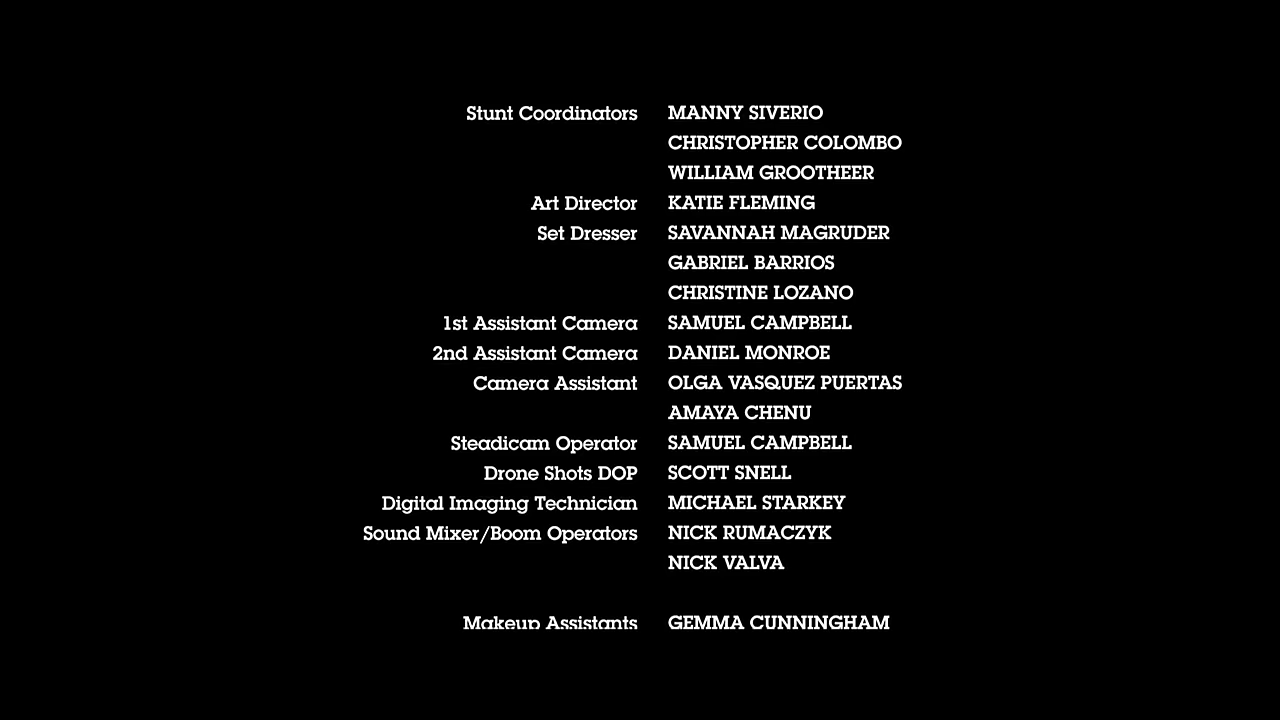 Stunt Coordinators MANNY SIVERIO
CHRISTOPHER COLOMBO
WILLIAM GROOTHEER
Art Director KATIE FLEMING
Set Dresser SAVANNAH MAGRUDER
GABRIEL BARRIOS
CHRISTINE LOZANO
1st Assistant Camera SAMUEL CAMPBELL
2nd Assistant Camera DANIEL MONROE
Camera Assistant OLGA VASQUEZ PUERTAS
AMAYA CHENU
Steadicam Operator SAMUEL CAMPBELL
Drone Shots DOP SCOTT SNELL
Digital Imaging Technician MICHAEL STARKEY
Sound Mixer/Boom Operators NICK RUMACZYK
NICK VALVA
Makeup Assistants GEMMA CUNNINGHAM